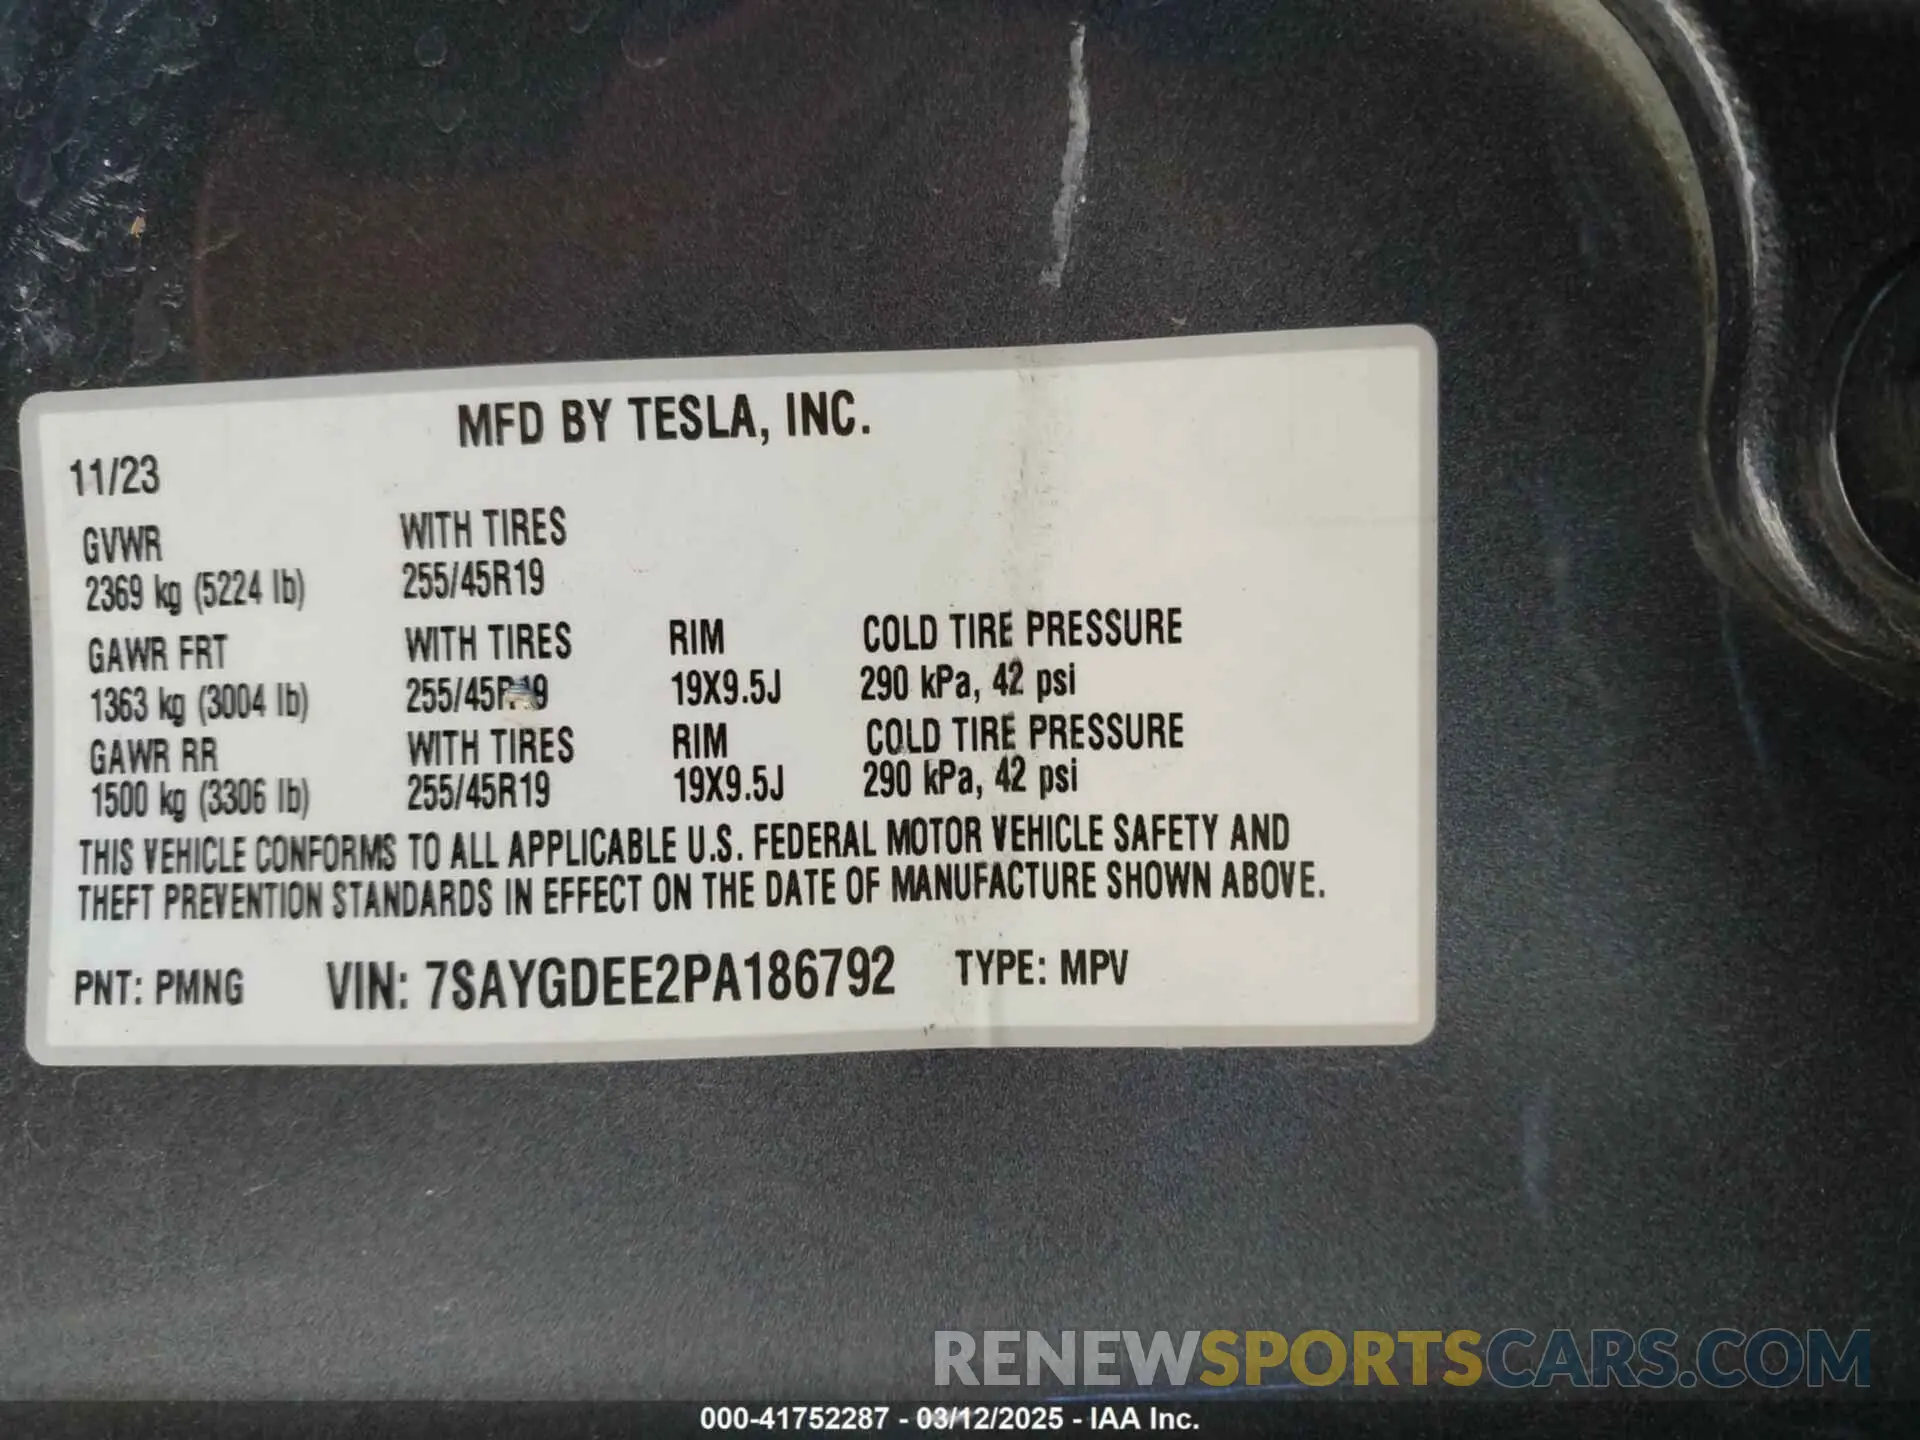 MFD BY TESLA, INC.
11/23
GVWR WITH TIRES
2369 kg (5224 lb) 255/45R19
GAWR FRT WITH TIRES RIM COLD TIRE PRESSURE
1363 kg (3004 lb) 255/45R19 19X9.5J 290 kPa, 42 psi
GAWR RR WITH TIRES RIM COLD TIRE PRESSURE
1500 kg (3306 lb) 255/45R19 19X9.5J 290 kPa, 42 psi
THIS VEHICLE CONFORMS TO ALL APPLICABLE U.S. FEDERAL MOTOR VEHICLE SAFETY AND
THEFT PREVENTION STANDARDS IN EFFECT ON THE DATE OF MANUFACTURE SHOWN ABOVE.
PNT: PMNG VIN: 7SAYGDEE2PA186792 TYPE: MPV
RENEWSPORTSCARS.COM
000-41752287 - 03/12/2025 - IAA Inc.